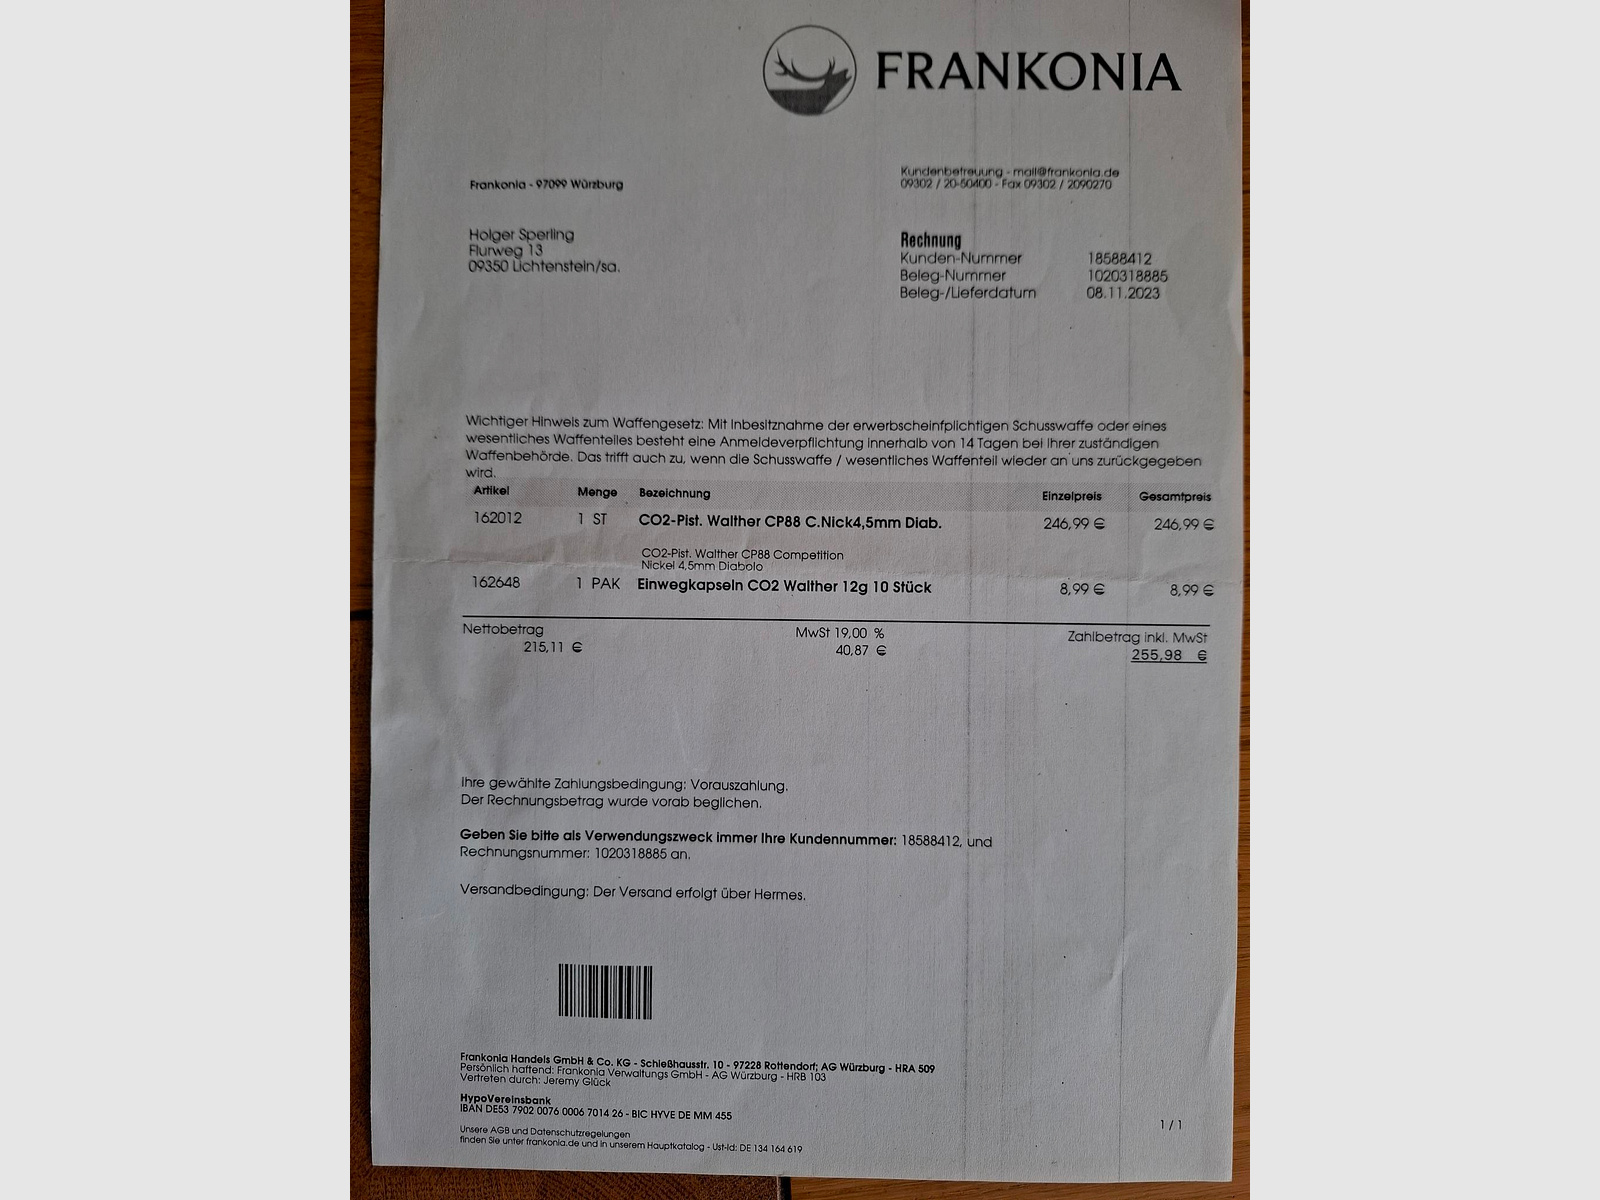 FRANKONIA
Frankonia - 97099 Würzburg
Kundenbetreuung - mail@frankonia.de
09302 / 20-50400 - Fax 09302 / 2090270
Holger Sperling
Flurweg 13
09350 Lichtenstein/sa.
Rechnung
Kunden-Nummer 18588412
Beleg-Nummer 1020318885
Beleg-/Lieferdatum 08.11.2023
Wichtiger Hinweis zum Waffengesetz: Mit Inbesitznahme der erwerbscheinfplichtigen Schusswaffe oder eines
wesentliches Waffenteiles besteht eine Anmeldeverpflichtung innerhalb von 14 Tagen bei Ihrer zuständigen
Waffenbehörde. Das trifft auch zu, wenn die Schusswaffe / wesentliches Waffenteil wieder an uns zurückgegeben
wird.
Artikel Menge Bezeichnung Einzelpreis Gesamtpreis
162012 1 ST CO2-Pist. Walther CP88 C.Nick4,5mm Diab. 246,99 € 246,99 €
CO2-Pist. Walther CP88 Competition
Nickel 4,5mm Diabolo
162648 1 PAK Einwegkapseln CO2 Walther 12g 10 Stück 8,99 € 8,99 €
Nettobetrag MwSt 19,00 % Zahlbetrag inkl. MwSt
215,11 € 40,87 € 255,98 €
Ihre gewählte Zahlungsbedingung: Vorauszahlung.
Der Rechnungsbetrag wurde vorab beglichen.
Geben Sie bitte als Verwendungszweck immer Ihre Kundennummer: 18588412, und
Rechnungsnummer: 1020318885 an.
Versandbedingung: Der Versand erfolgt über Hermes.
Frankonia Handels GmbH & Co. KG - Schießhausstr. 10 - 97228 Rottendorf; AG Würzburg - HRA 509
Persönlich haftend: Frankonia Verwaltungs GmbH - AG Würzburg - HRB 103
Vertreten durch: Jeremy Glück
HypoVereinsbank
IBAN DE53 7902 0076 0006 7014 26 - BIC HYVE DE MM 455
Unsere AGB und Datenschutzregelungen
finden Sie unter frankonia.de und in unserem Hauptkatalog - Ust-Id: DE 134 164 619
1 / 1